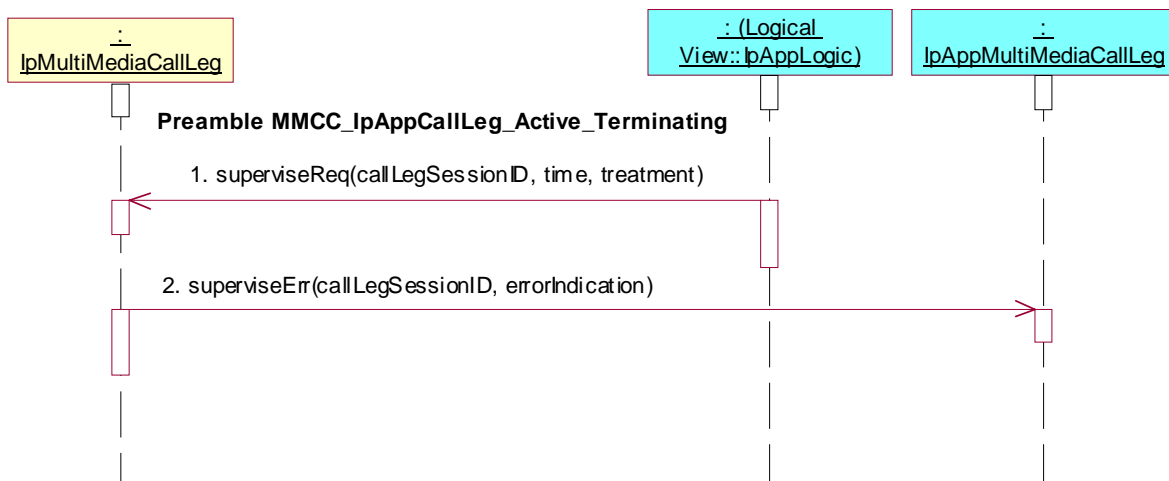 :
IpMultiMediaCallLeg
: (Logical
View::IpAppLogic)
:
IpAppMultiMediaCallLeg
Preamble MMCC_IpAppCallLeg_Active_Terminating
1. superviseReq(callLegSessionID, time, treatment)
2. superviseErr(callLegSessionID, errorIndication)